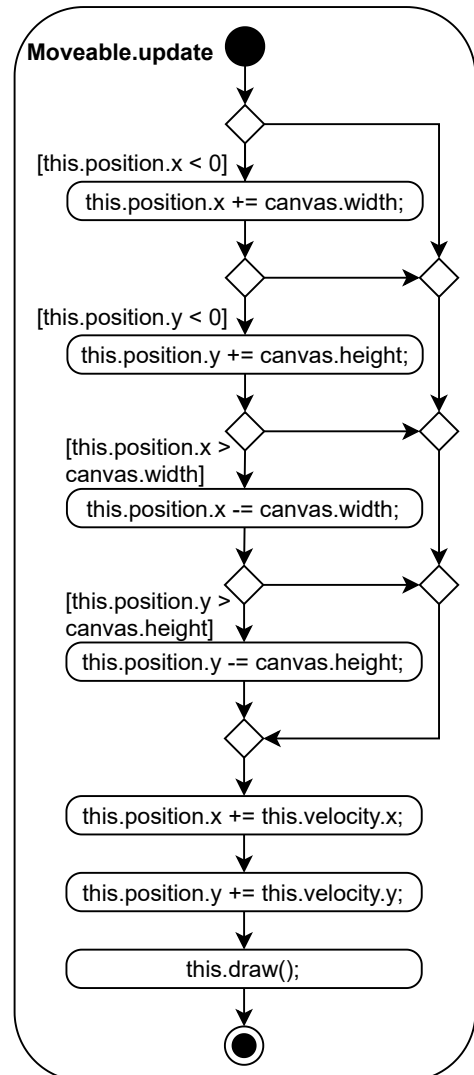 Moveable.update
[this.position.x < 0]
this.position.x += canvas.width;
[this.position.y < 0]
this.position.y += canvas.height;
[this.position.x >
canvas.width]
this.position.x -= canvas.width;
[this.position.y >
canvas.height]
this.position.y -= canvas.height;
this.position.x += this.velocity.x;
this.position.y += this.velocity.y;
this.draw();